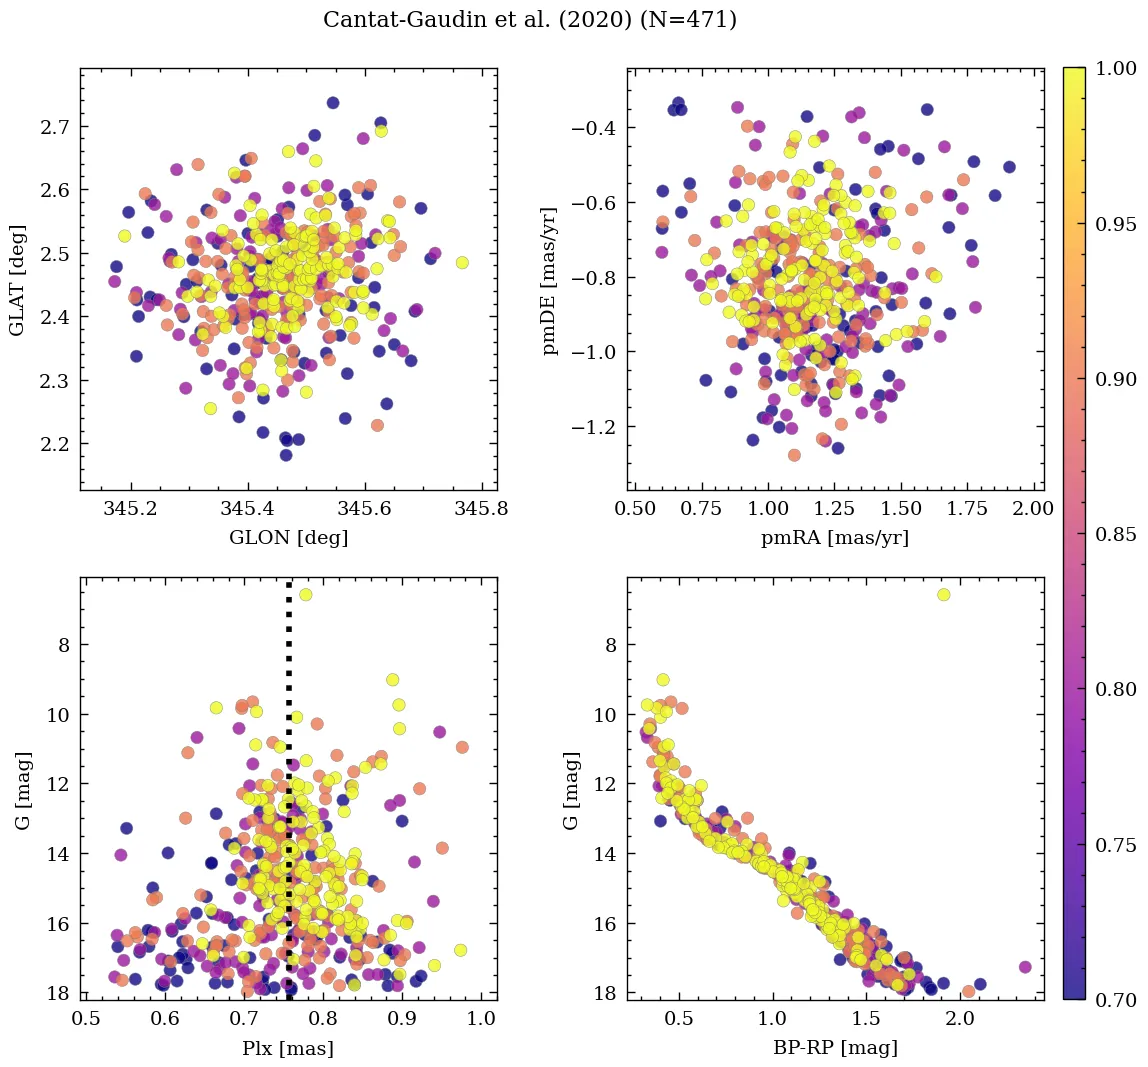 Cantat-Gaudin et al. (2020) (N=471)
2.7
2.6
2.5
2.4
2.3
2.2
GLAT [deg]
345.2 345.4 345.6 345.8
GLON [deg]
−0.4
−0.6
−0.8
−1.0
−1.2
pmDE [mas/yr]
0.50 0.75 1.00 1.25 1.50 1.75 2.00
pmRA [mas/yr]
8
10
12
14
16
18
G [mag]
0.5 0.6 0.7 0.8 0.9 1.0
Plx [mas]
8
10
12
14
16
18
G [mag]
0.5 1.0 1.5 2.0
BP-RP [mag]
1.00
0.95
0.90
0.85
0.80
0.75
0.70